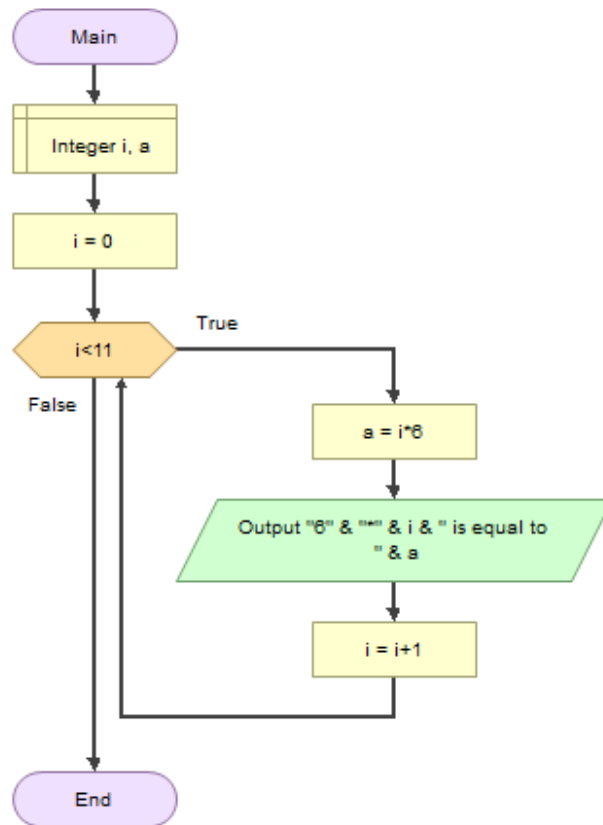 Main
Integer i, a
i = 0
i<11
True
False
a = i*6
Output "6" & "*" & i & " is equal to
" & a
i = i+1
End